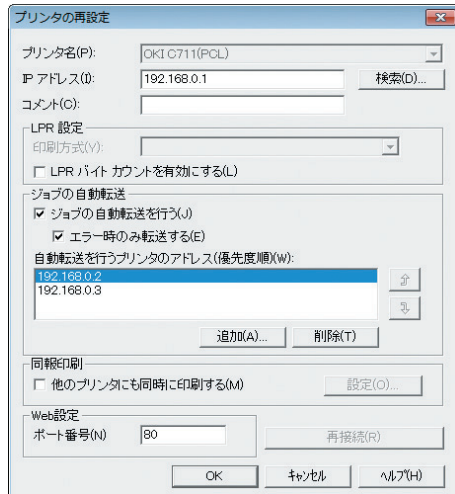 プリンタの再設定
プリンタ名(P): OKI C711(PCL)
IP アドレス(I): 192.168.0.1 検索(D)...
コメント(C):
LPR 設定
印刷方式(Y):
LPR バイト カウントを有効にする(L)
ジョブの自動転送
ジョブの自動転送を行う(J)
エラー時のみ転送する(E)
自動転送を行うプリンタのアドレス(優先度順)(W):
192.168.0.2
192.168.0.3
追加(A)... 削除(T)
同報印刷
他のプリンタにも同時に印刷する(M) 設定(O)...
Web設定
ポート番号(N) 80 再接続(R)
OK キャンセル ヘルプ(H)